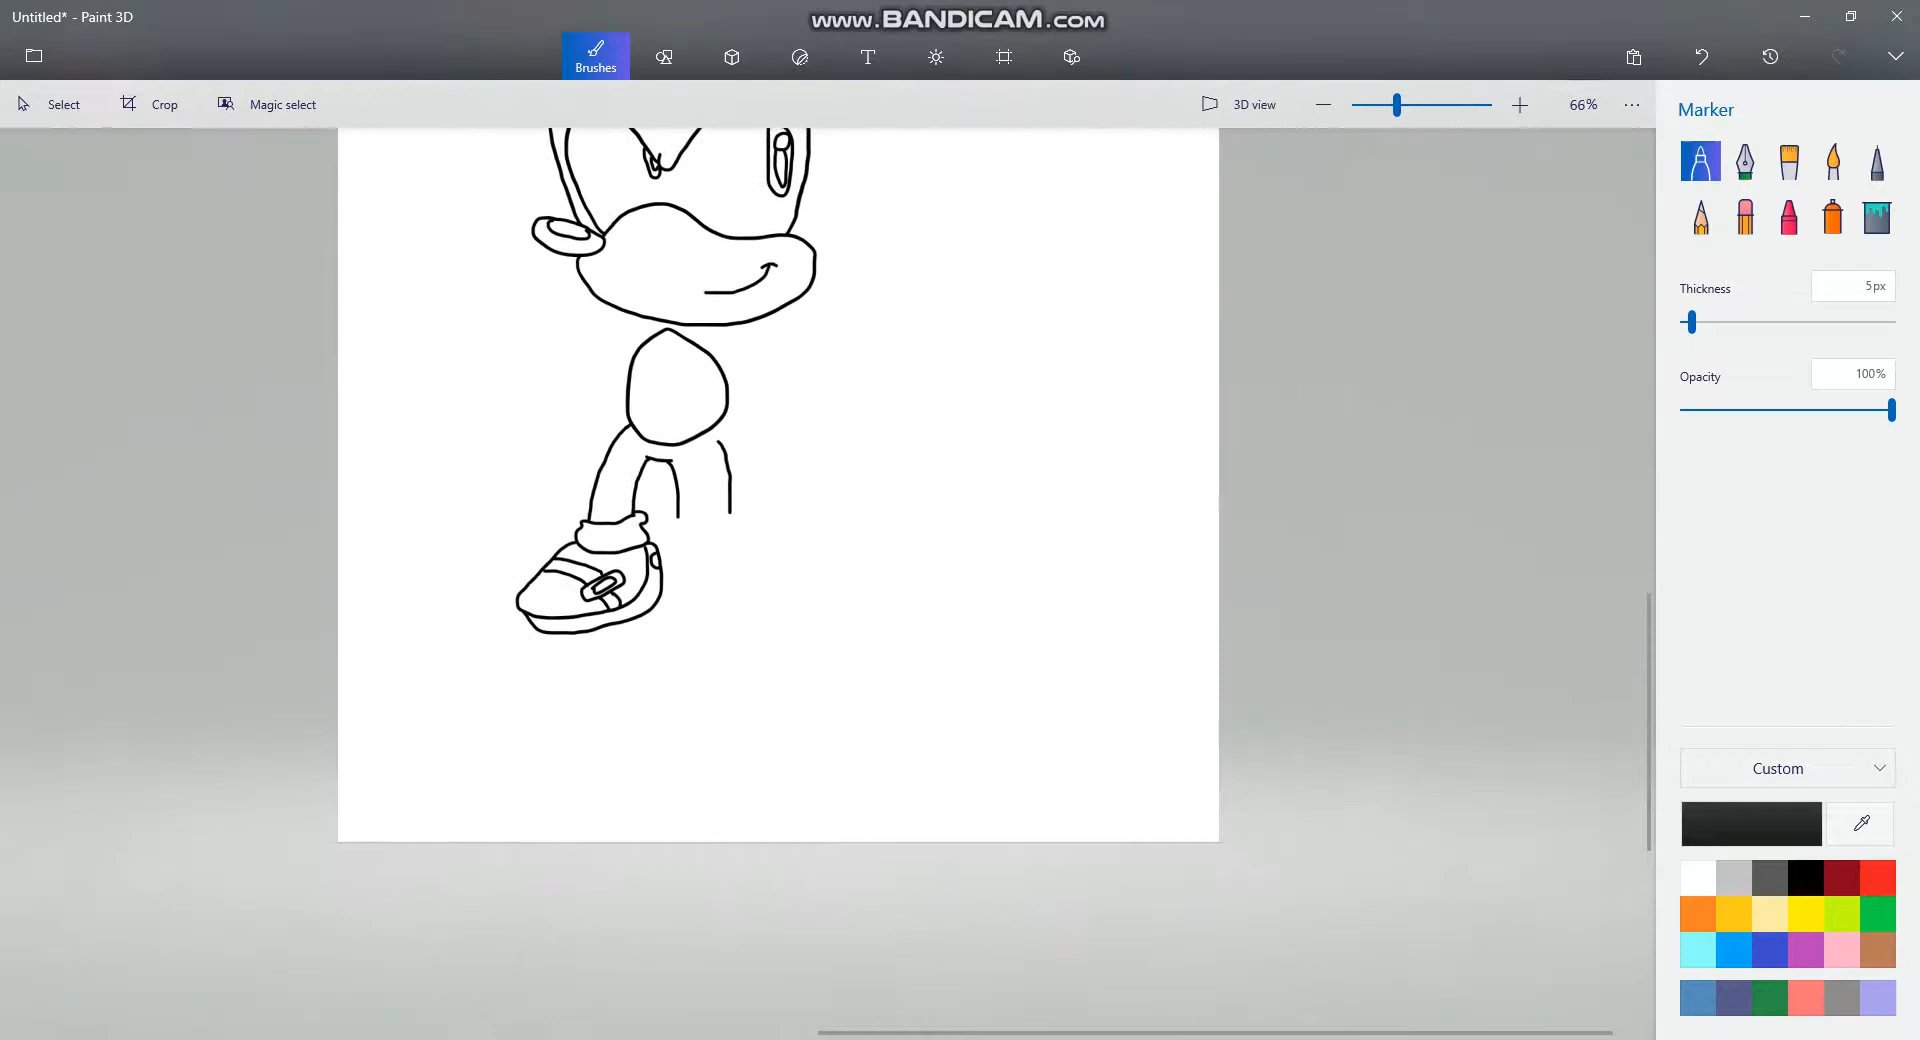 Untitled* - Paint 3D
www.BANDICAM.com
Brushes
Select
Crop
Magic select
3D view
66%
Marker
Thickness
5px
Opacity
100%
Custom